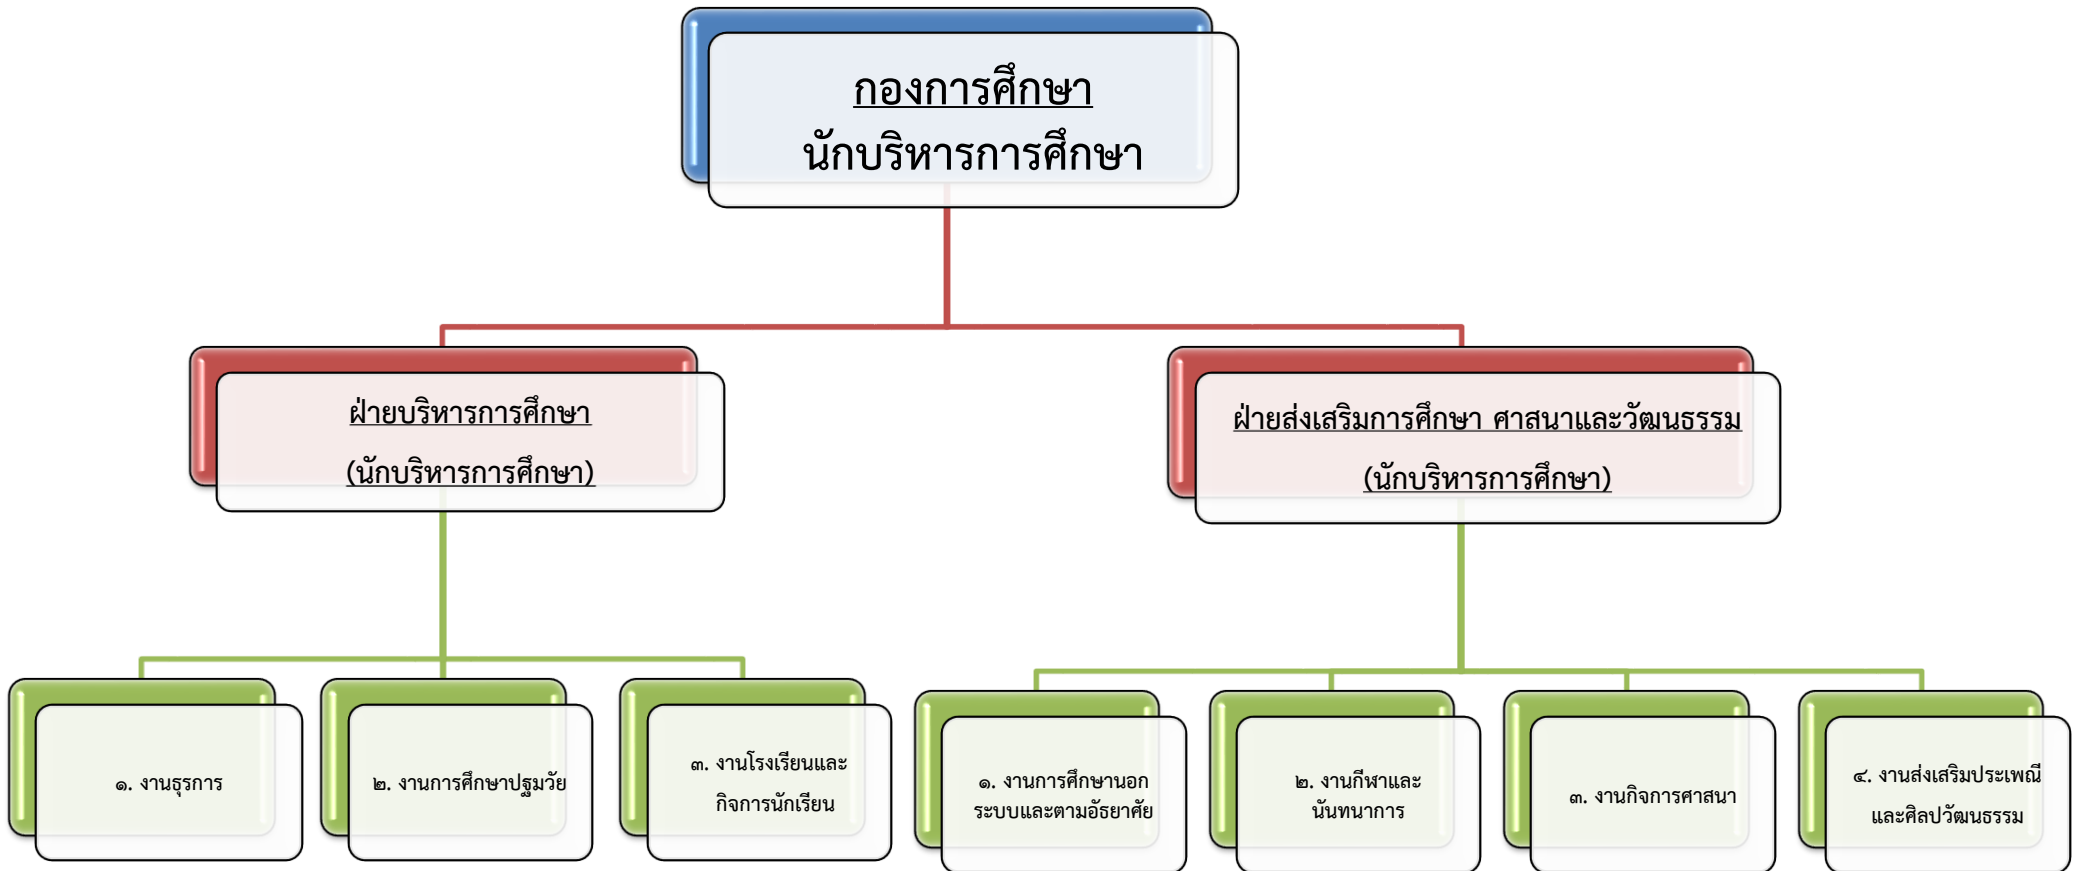 กองการศึกษา
นักบริหารการศึกษา
ฝ่ายบริหารการศึกษา
(นักบริหารการศึกษา)
ฝ่ายส่งเสริมการศึกษา ศาสนาและวัฒนธรรม
(นักบริหารการศึกษา)
๑. งานธุรการ
๒. งานการศึกษาปฐมวัย
๓. งานโรงเรียนและ
กิจการนักเรียน
๑. งานการศึกษานอก
ระบบและตามอัธยาศัย
๒. งานกีฬาและ
นันทนาการ
๓. งานกิจการศาสนา
๔. งานส่งเสริมประเพณี
และศิลปวัฒนธรรม